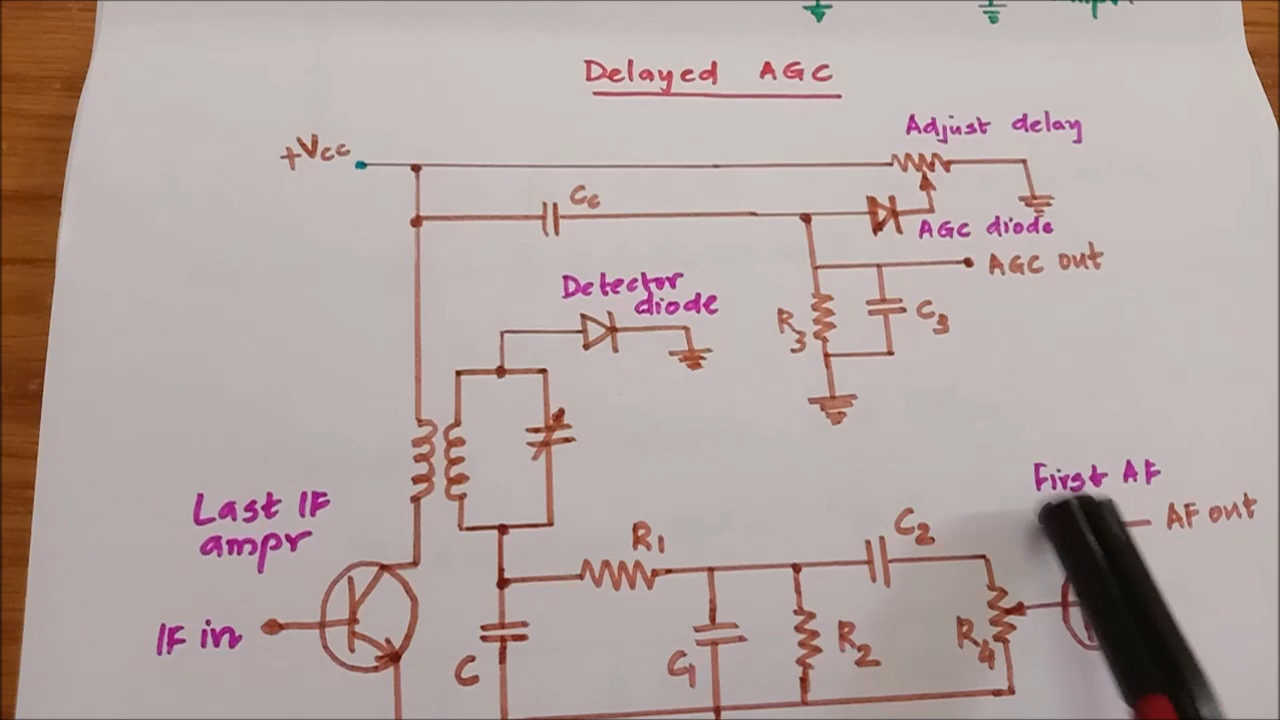 Delayed AGC
Adjust delay
+Vcc
Cc
AGC diode
AGC out
Detector
diode
R3
C3
First AF
Last IF
ampr
AF out
R1
C2
IF in
C
C1
R2
R4